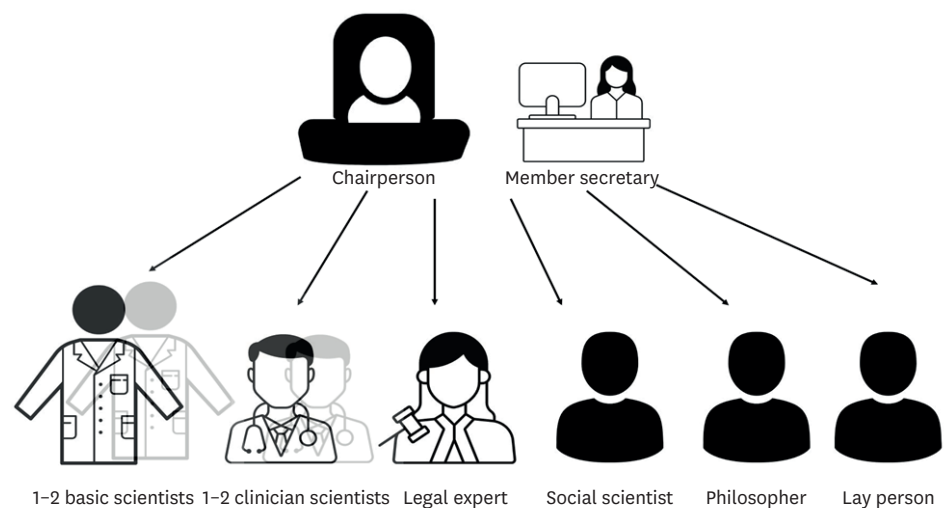 Chairperson
Member secretary
1–2 basic scientists
1–2 clinician scientists
Legal expert
Social scientist
Philosopher
Lay person